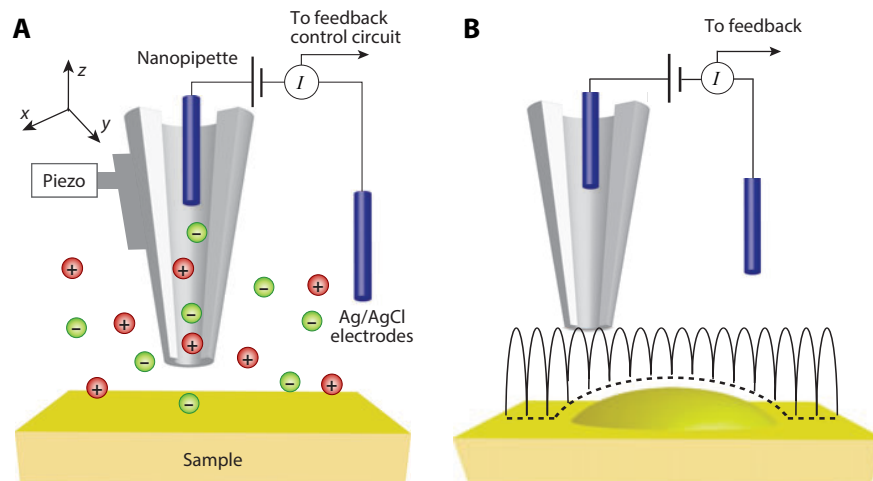 A
To feedback
control circuit
Nanopipette
I
z
x
y
Piezo
−
+
+
−
+
−
−
+
−
+
−
+
Ag/AgCl
electrodes
+
−
+
−
Sample
B
To feedback
I